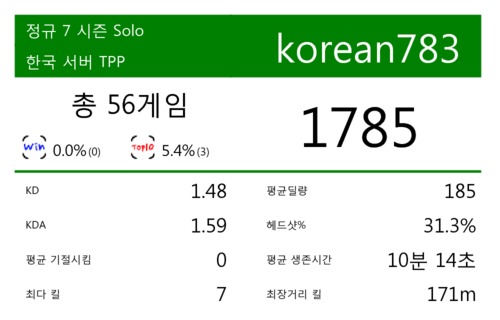 정규 7 시즌 Solo
한국 서버 TPP
korean783
총 56게임
1785
Win 0.0%(0) Top10 5.4%(3)
KD 1.48
평균딜량 185
KDA 1.59
헤드샷% 31.3%
평균 기절시킴 0
평균 생존시간 10분 14초
최다 킬 7
최장거리 킬 171m